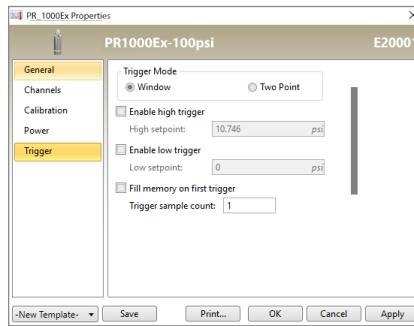 PR_1000Ex Properties
PR1000Ex-100psi E20001
General
Channels
Calibration
Power
Trigger
Trigger Mode
Window Two Point
Enable high trigger
High setpoint: 10.746 psi
Enable low trigger
Low setpoint: 0 psi
Fill memory on first trigger
Trigger sample count: 1
-New Template- Save Print... OK Cancel Apply